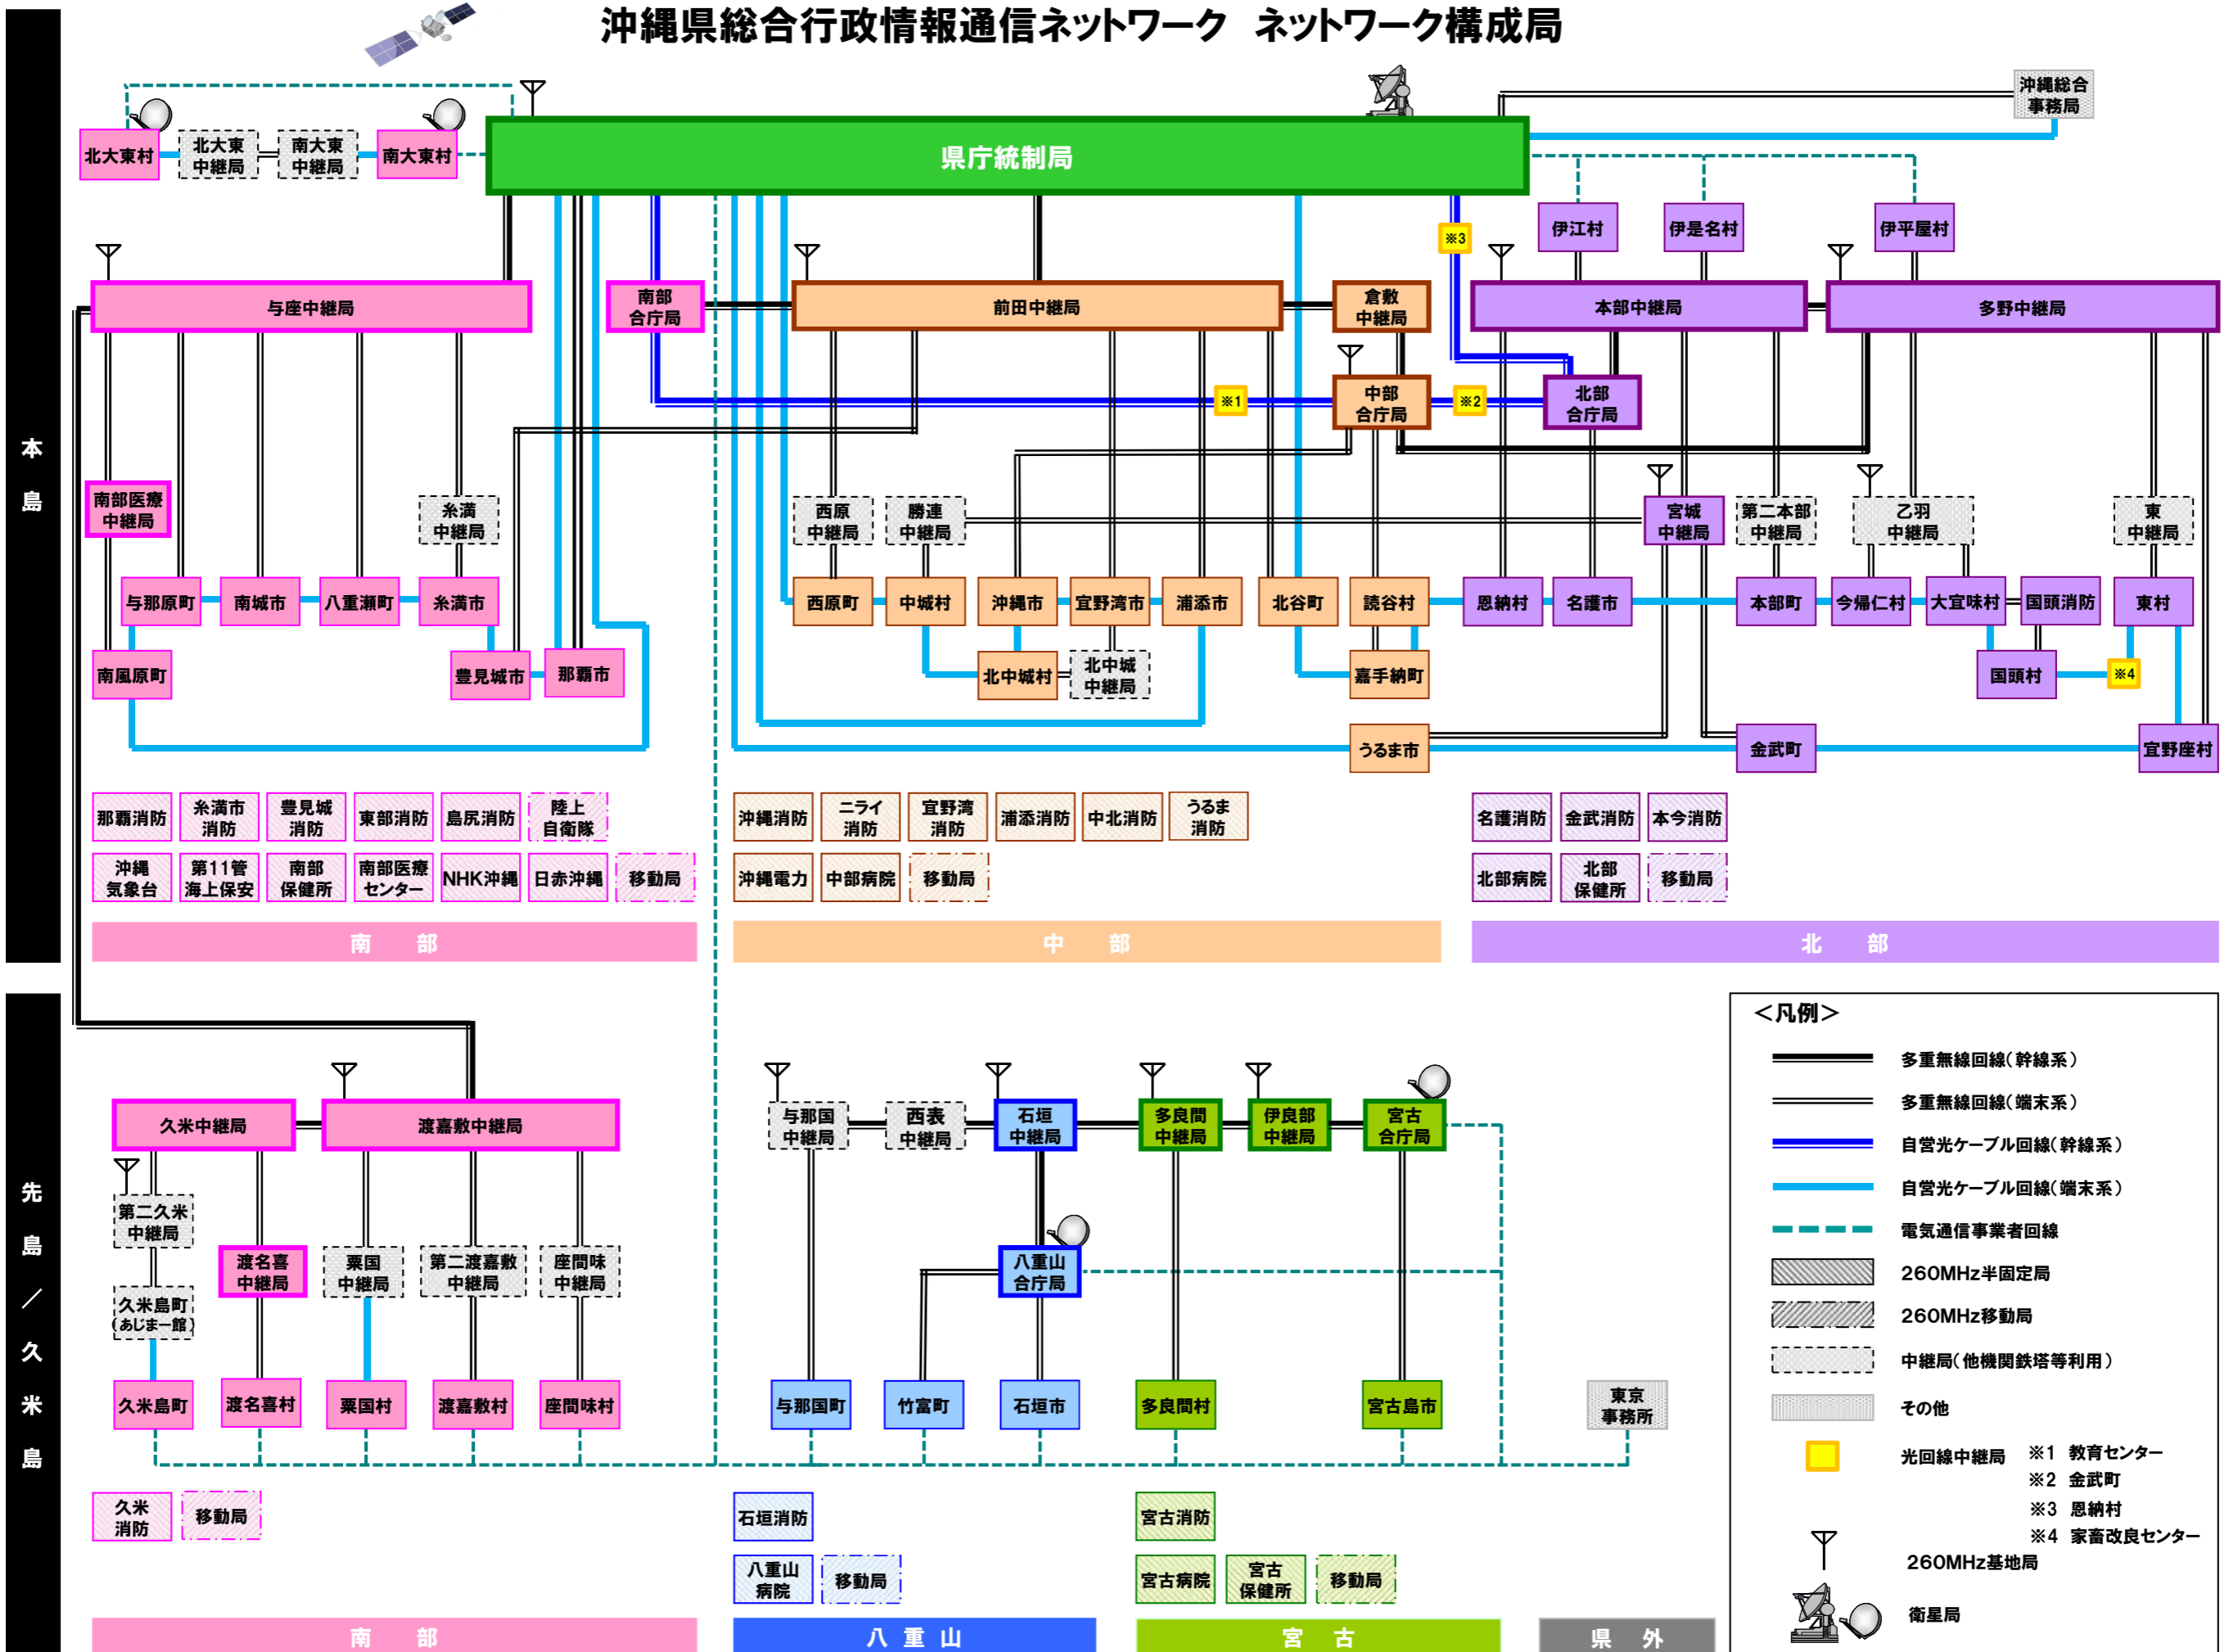 沖縄県総合行政情報通信ネットワーク ネットワーク構成局
沖縄総合
事務局
北大東村
北大東
中継局
南大東
中継局
南大東村
県庁統制局
※3
伊江村
伊是名村
伊平屋村
与座中継局
南部
合庁局
前田中継局
倉敷
中継局
本部中継局
多野中継局
※1
中部
合庁局
※2
北部
合庁局
本島
南部医療
中継局
糸満
中継局
西原
中継局
勝連
中継局
宮城
中継局
第二本部
中継局
乙羽
中継局
東
中継局
与那原町
南城市
八重瀬町
糸満市
西原町
中城村
沖縄市
宜野湾市
浦添市
北谷町
読谷村
恩納村
名護市
本部町
今帰仁村
大宜味村
国頭消防
東村
南風原町
豊見城市
那覇市
北中城村
北中城
中継局
嘉手納町
国頭村
※4
うるま市
金武町
宜野座村
那覇消防
糸満市
消防
豊見城
消防
東部消防
島尻消防
陸上
自衛隊
沖縄消防
ニライ
消防
宜野湾
消防
浦添消防
中北消防
うるま
消防
名護消防
金武消防
本今消防
沖縄
気象台
第11管
海上保安
南部
保健所
南部医療
センター
NHK沖縄
日赤沖縄
移動局
沖縄電力
中部病院
移動局
北部病院
北部
保健所
移動局
南 部
中 部
北 部
先島／久米島
久米中継局
渡嘉敷中継局
与那国
中継局
西表
中継局
石垣
中継局
多良間
中継局
伊良部
中継局
宮古
合庁局
第二久米
中継局
渡名喜
中継局
粟国
中継局
第二渡嘉敷
中継局
座間味
中継局
八重山
合庁局
久米島町
(あじまー館)
久米島町
渡名喜村
粟国村
渡嘉敷村
座間味村
与那国町
竹富町
石垣市
多良間村
宮古島市
東京
事務所
久米
消防
移動局
石垣消防
宮古消防
八重山
病院
移動局
宮古病院
宮古
保健所
移動局
南 部
八 重 山
宮 古
県 外
＜凡例＞
多重無線回線(幹線系)
多重無線回線(端末系)
自営光ケーブル回線(幹線系)
自営光ケーブル回線(端末系)
電気通信事業者回線
260MHz半固定局
260MHz移動局
中継局(他機関鉄塔等利用)
その他
光回線中継局
※1 教育センター
※2 金武町
※3 恩納村
※4 家畜改良センター
260MHz基地局
衛星局